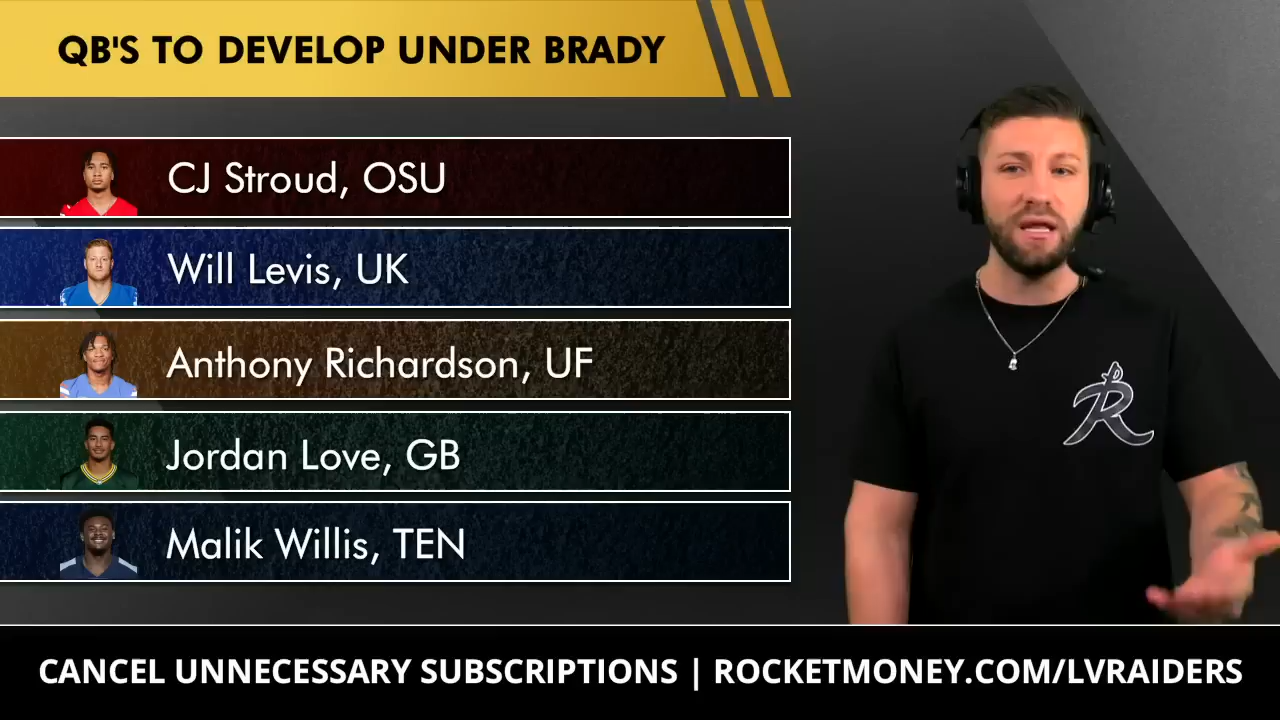 QB'S TO DEVELOP UNDER BRADY
CJ Stroud, OSU
Will Levis, UK
Anthony Richardson, UF
Jordan Love, GB
Malik Willis, TEN
R
CANCEL UNNECESSARY SUBSCRIPTIONS | ROCKETMONEY.COM/LVRAIDERS